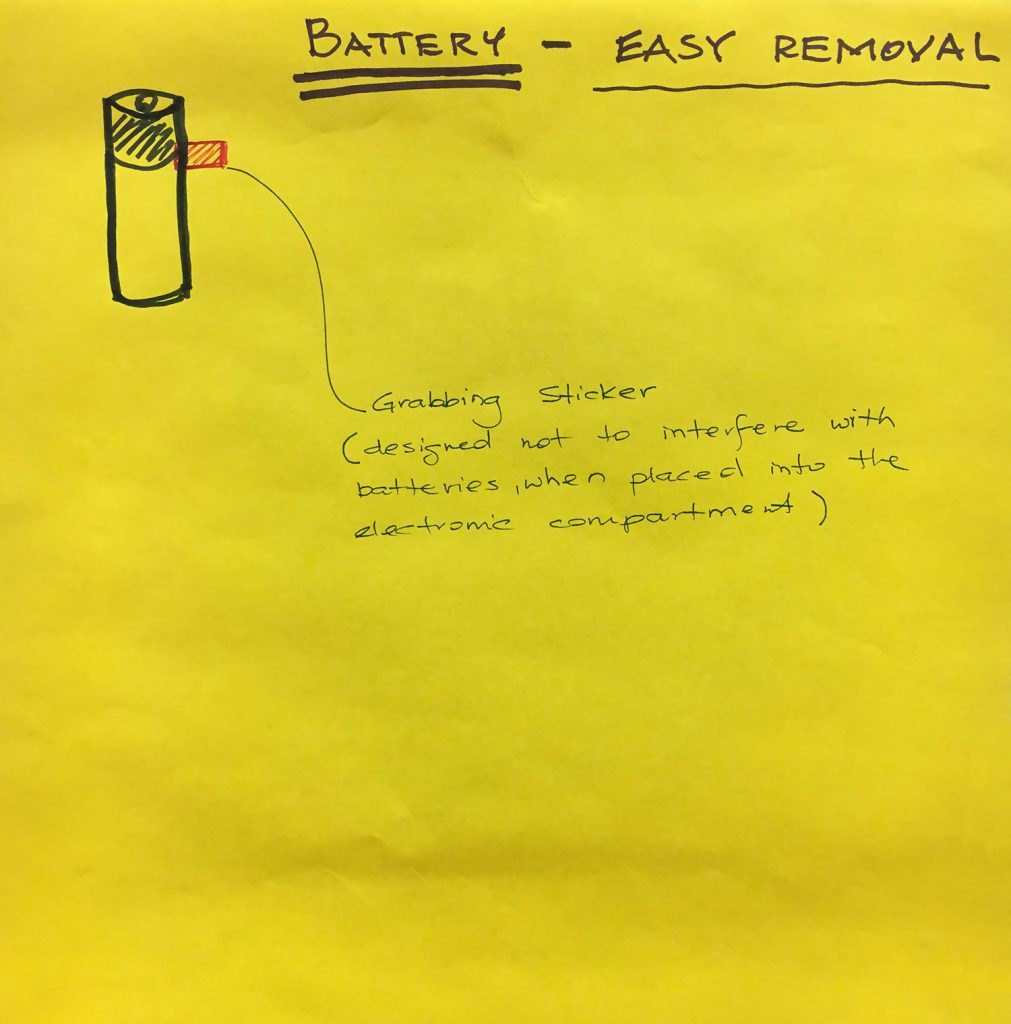 BATTERY - EASY REMOVAL
Grabbing Sticker
(designed not to interfere with
batteries, when placed into the
electronic compartment)